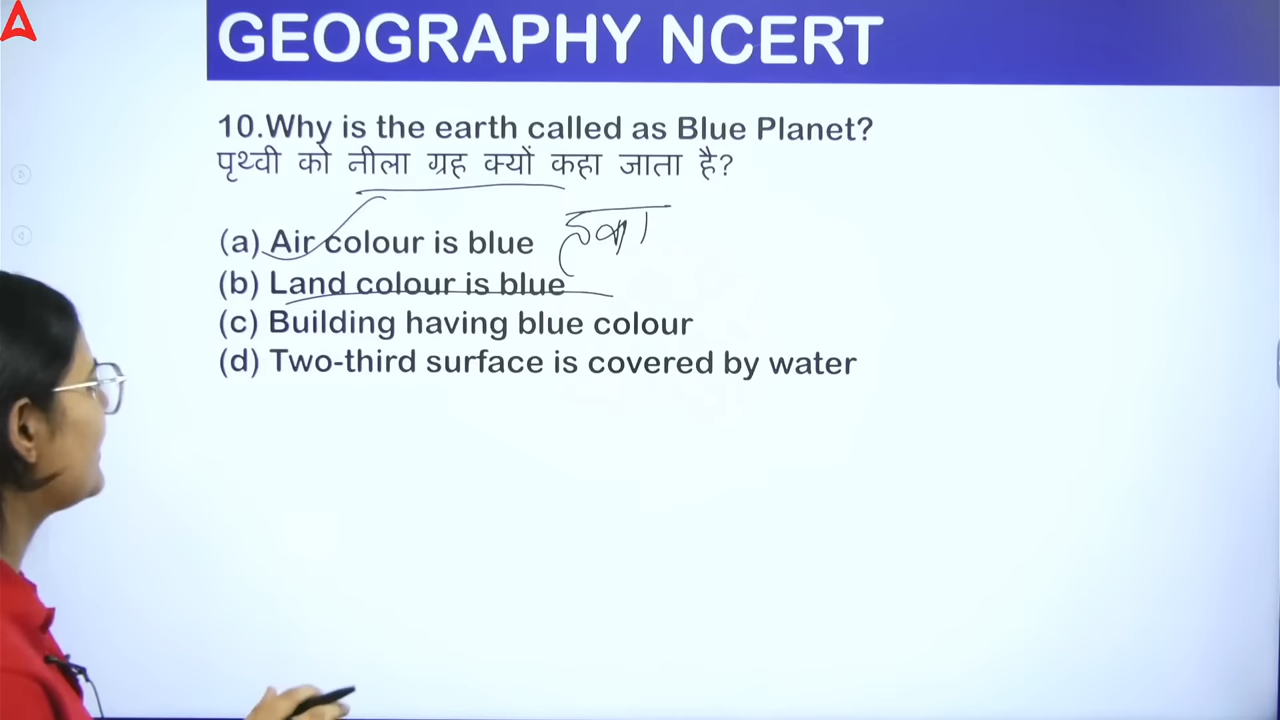 GEOGRAPHY NCERT
10.Why is the earth called as Blue Planet?
पृथ्वी को नीला ग्रह क्यों कहा जाता है?
(a) Air colour is blue
(b) Land colour is blue
(c) Building having blue colour
(d) Two-third surface is covered by water